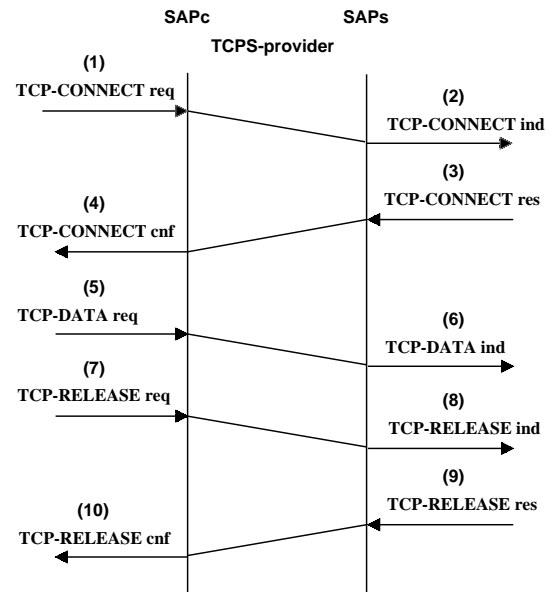 SAPc SAPs
TCPS-provider
(1)
TCP-CONNECT req
(2)
TCP-CONNECT ind
(3)
TCP-CONNECT res
(4)
TCP-CONNECT cnf
(5)
TCP-DATA req
(6)
TCP-DATA ind
(7)
TCP-RELEASE req
(8)
TCP-RELEASE ind
(9)
TCP-RELEASE res
(10)
TCP-RELEASE cnf